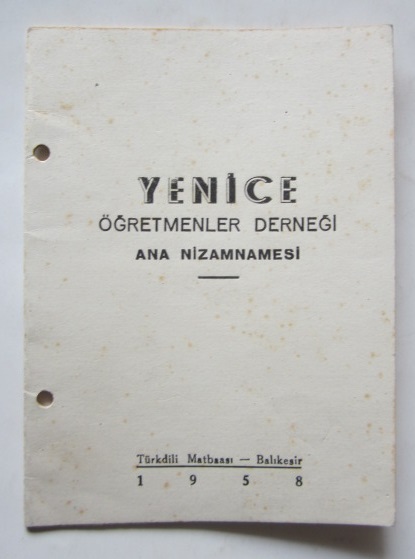 YENİCE
ÖĞRETMENLER DERNEĞİ
ANA NİZAMNAMESİ
Türkdili Matbaası — Balıkesir
1 9 5 8